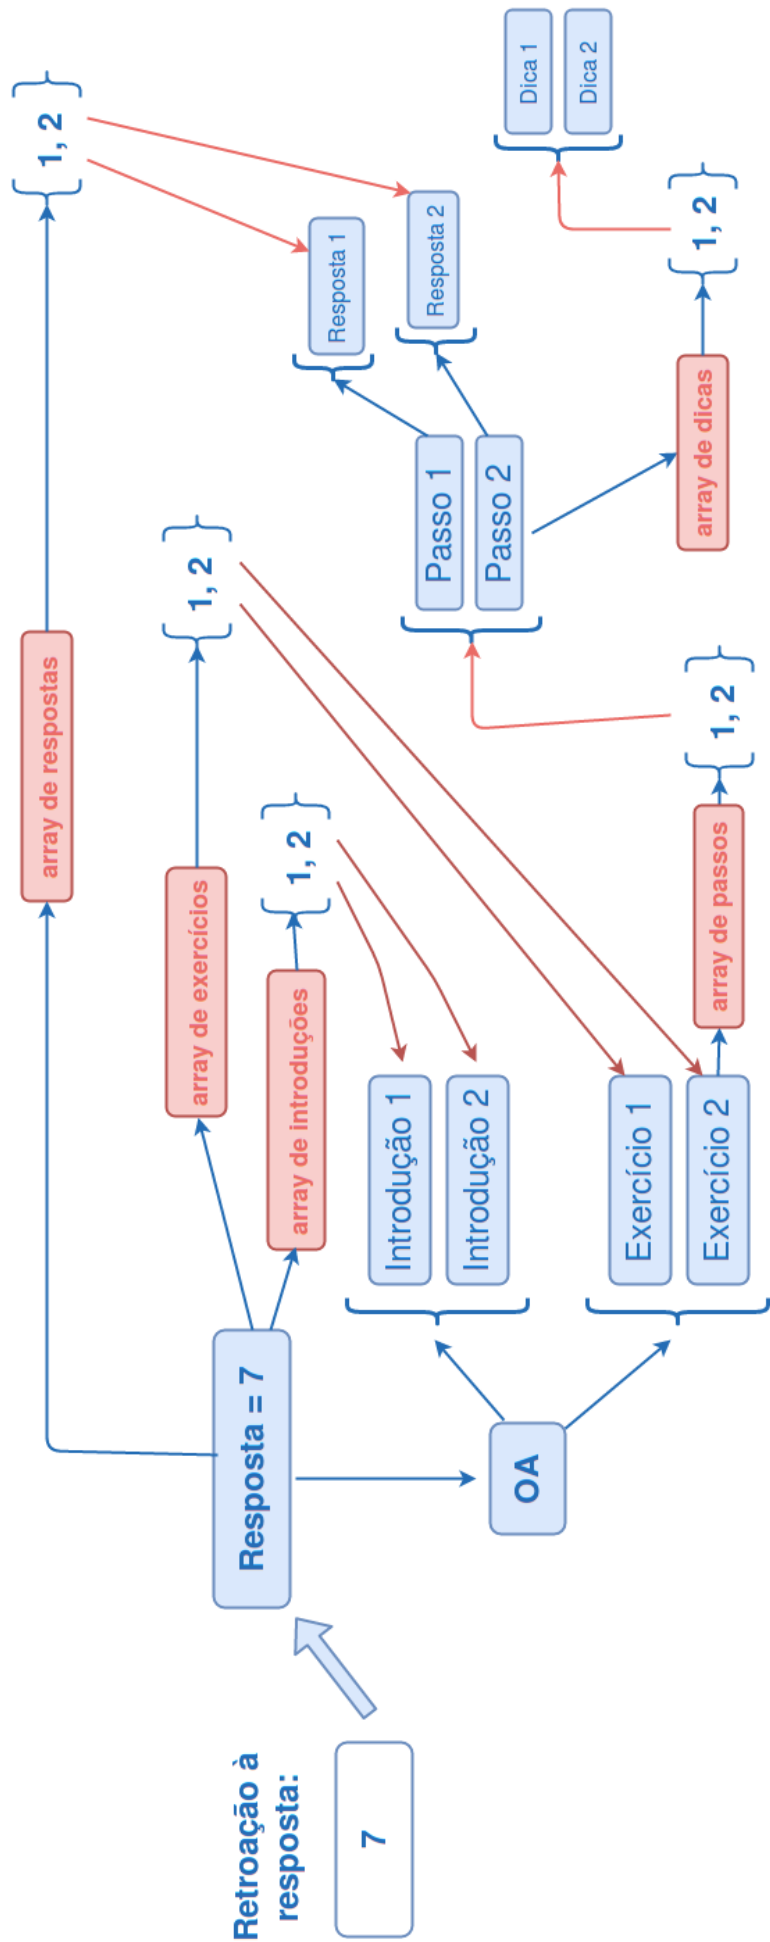 Retroação à
resposta:
7
Resposta = 7
array de respostas
1, 2
array de exercícios
1, 2
array de introduções
1, 2
OA
Introdução 1
Introdução 2
Exercício 1
Exercício 2
array de passos
1, 2
Passo 1
Passo 2
Resposta 1
Resposta 2
array de dicas
1, 2
Dica 1
Dica 2